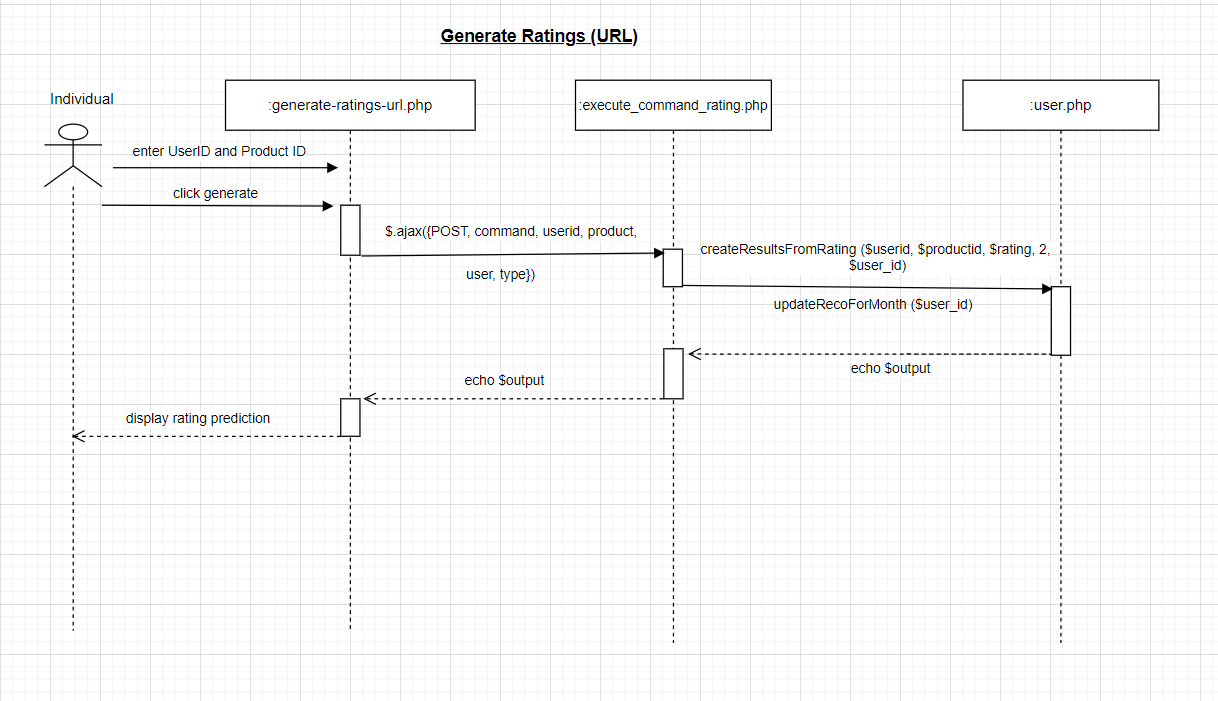 Generate Ratings (URL)
Individual
:generate-ratings-url.php
:execute_command_rating.php
:user.php
enter UserID and Product ID
click generate
$.ajax({POST, command, userid, product,
user, type})
createResultsFromRating ($userid, $productid, $rating, 2,
$user_id)
updateRecoForMonth ($user_id)
echo $output
echo $output
display rating prediction